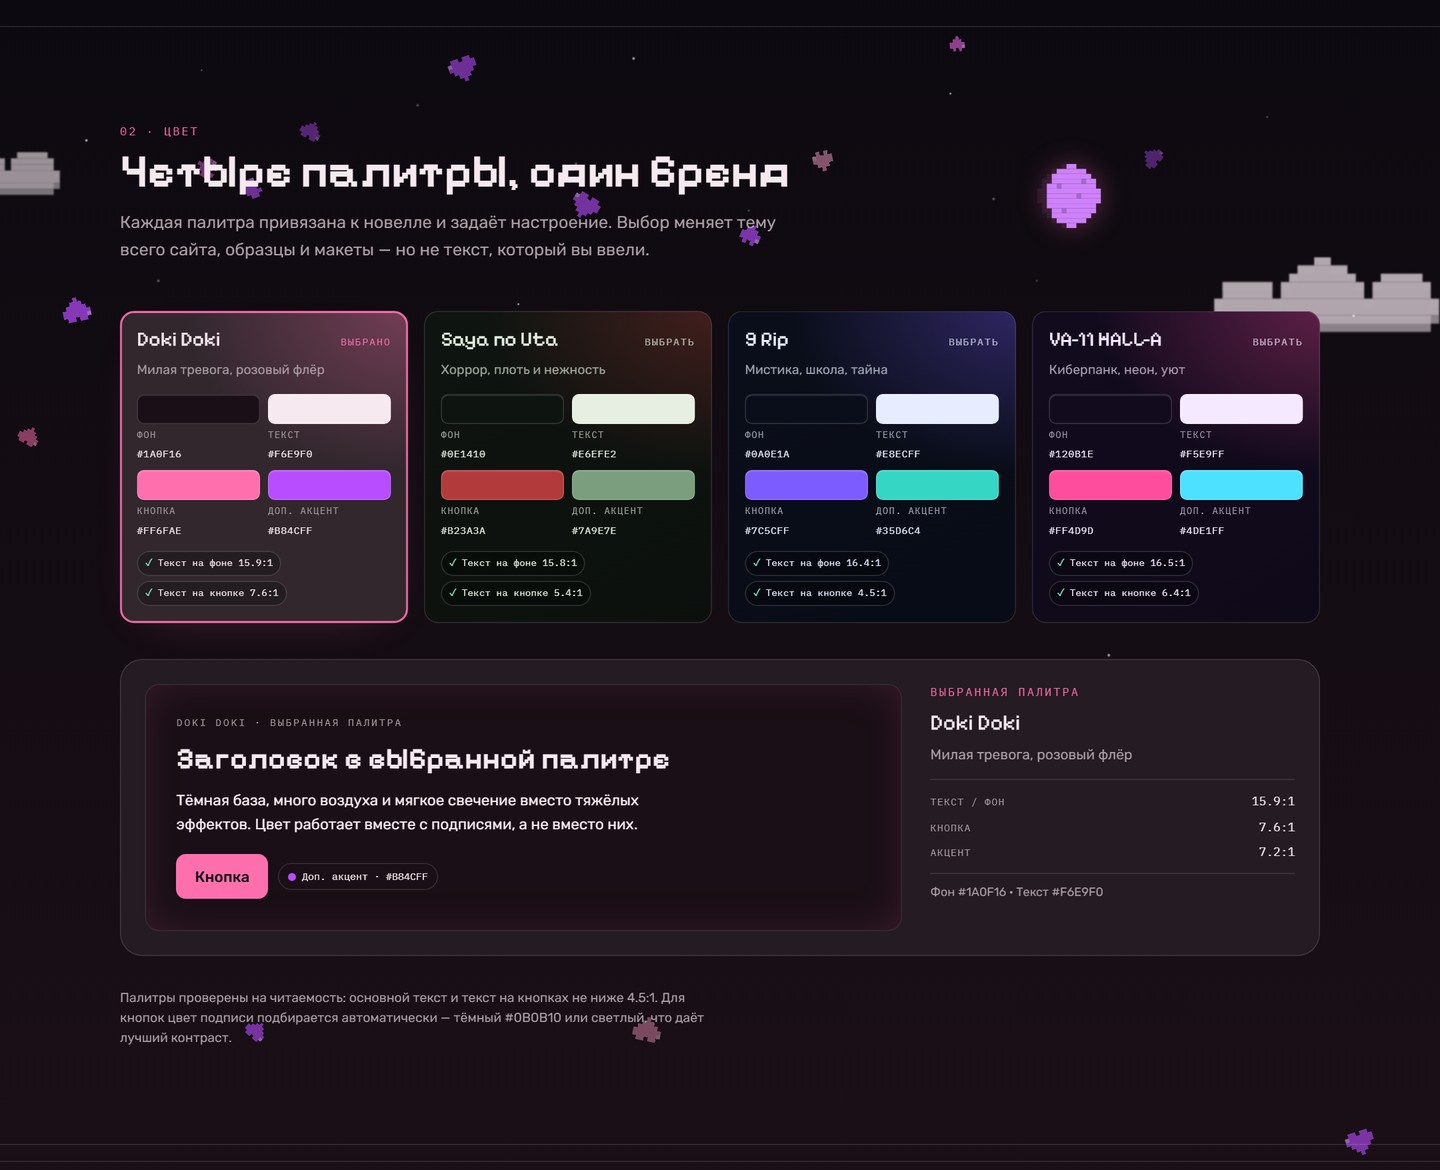 02 · ЦВЕТ
Четыре палитры, один бренд
Каждая палитра привязана к новелле и задаёт настроение. Выбор меняет тему
всего сайта, образцы и макеты — но не текст, который вы ввели.
Doki Doki
ВЫБРАНО
Милая тревога, розовый флёр
ФОН
ТЕКСТ
#1A0F16
#F6E9F0
КНОПКА
ДОП. АКЦЕНТ
#FF6FAE
#B84CFF
✓ Текст на фоне 15.9:1
✓ Текст на кнопке 7.6:1
Saya no Uta
ВЫБРАТЬ
Хоррор, плоть и нежность
ФОН
ТЕКСТ
#0E1410
#E6EFE2
КНОПКА
ДОП. АКЦЕНТ
#B23A3A
#7A9E7E
✓ Текст на фоне 15.8:1
✓ Текст на кнопке 5.4:1
9 Rip
ВЫБРАТЬ
Мистика, школа, тайна
ФОН
ТЕКСТ
#0A0E1A
#E8ECFF
КНОПКА
ДОП. АКЦЕНТ
#7C5CFF
#35D6C4
✓ Текст на фоне 16.4:1
✓ Текст на кнопке 4.5:1
VA-11 HALL-A
ВЫБРАТЬ
Киберпанк, неон, уют
ФОН
ТЕКСТ
#120B1E
#F5E9FF
КНОПКА
ДОП. АКЦЕНТ
#FF4D9D
#4DE1FF
✓ Текст на фоне 16.5:1
✓ Текст на кнопке 6.4:1
DOKI DOKI · ВЫБРАННАЯ ПАЛИТРА
Заголовок в выбранной палитре
Тёмная база, много воздуха и мягкое свечение вместо тяжёлых
эффектов. Цвет работает вместе с подписями, а не вместо них.
Кнопка
Доп. акцент · #B84CFF
ВЫБРАННАЯ ПАЛИТРА
Doki Doki
Милая тревога, розовый флёр
ТЕКСТ / ФОН 15.9:1
КНОПКА 7.6:1
АКЦЕНТ 7.2:1
Фон #1A0F16 • Текст #F6E9F0
Палитры проверены на читаемость: основной текст и текст на кнопках не ниже 4.5:1. Для
кнопок цвет подписи подбирается автоматически — тёмный #0B0B10 или светлый, что даёт
лучший контраст.